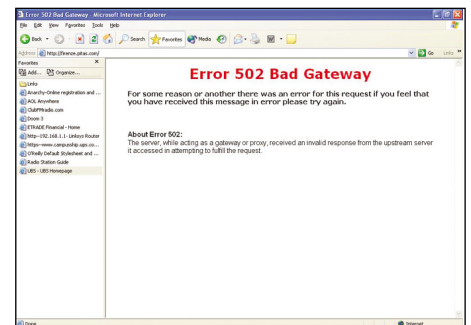 Error 502 Bad Gateway - Microsoft Internet Explorer
File Edit View Favorites Tools Help
Back Search Favorites Media
Address http://firenze.pitas.com/ Go Links »
Favorites
Add... Organize...
Links
Anarchy-Online registration and ...
AOL Anywhere
ClubFMradio.com
Doom 3
ETRADE Financial - Home
http--192.168.1.1- Linksys Router
https--www.campusship.ups.co...
O'Reilly Default Stylesheet and ...
Radio Station Guide
UBS - UBS Homepage
Error 502 Bad Gateway
For some reason or another there was an error for this request if you feel that
you have received this message in error please try again.
About Error 502:
The server, while acting as a gateway or proxy, received an invalid response from the upstream server
it accessed in attempting to fulfill the request.
Done Internet